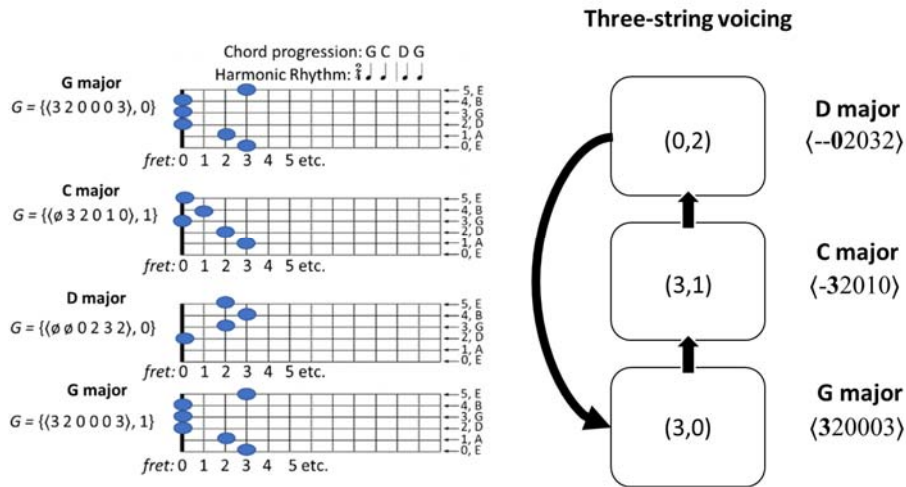 Three-string voicing
Chord progression: G C D G
Harmonic Rhythm: 2/4 ♩ ♩ | ♩ ♩
G major
G = {⟨3 2 0 0 0 3⟩, 0}
5, E
4, B
3, G
2, D
1, A
0, E
fret: 0 1 2 3 4 5 etc.
C major
G = {⟨ø 3 2 0 1 0⟩, 1}
5, E
4, B
3, G
2, D
1, A
0, E
fret: 0 1 2 3 4 5 etc.
D major
G = {⟨ø ø 0 2 3 2⟩, 0}
5, E
4, B
3, G
2, D
1, A
0, E
fret: 0 1 2 3 4 5 etc.
G major
G = {⟨3 2 0 0 0 3⟩, 1}
5, E
4, B
3, G
2, D
1, A
0, E
fret: 0 1 2 3 4 5 etc.
(0,2)
D major
⟨--02032⟩
(3,1)
C major
⟨-32010⟩
(3,0)
G major
⟨320003⟩